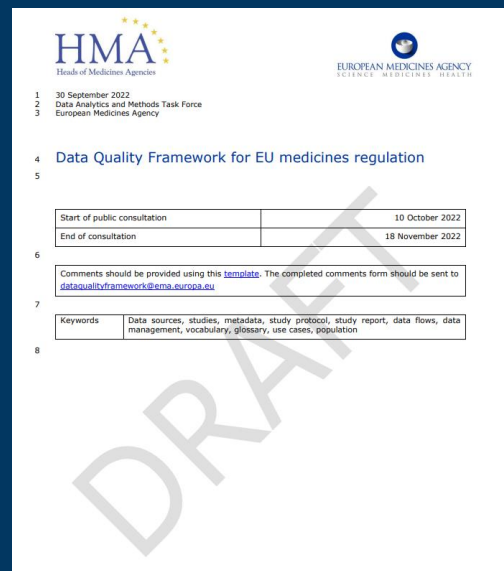 HMA
Heads of Medicines Agencies
EUROPEAN MEDICINES AGENCY
SCIENCE MEDICINES HEALTH
1 30 September 2022
2 Data Analytics and Methods Task Force
3 European Medicines Agency
4 Data Quality Framework for EU medicines regulation
5
Start of public consultation 10 October 2022
End of consultation 18 November 2022
6
Comments should be provided using this template. The completed comments form should be sent to
dataqualityframework@ema.europa.eu
7
Keywords Data sources, studies, metadata, study protocol, study report, data flows, data
management, vocabulary, glossary, use cases, population
8
DRAFT